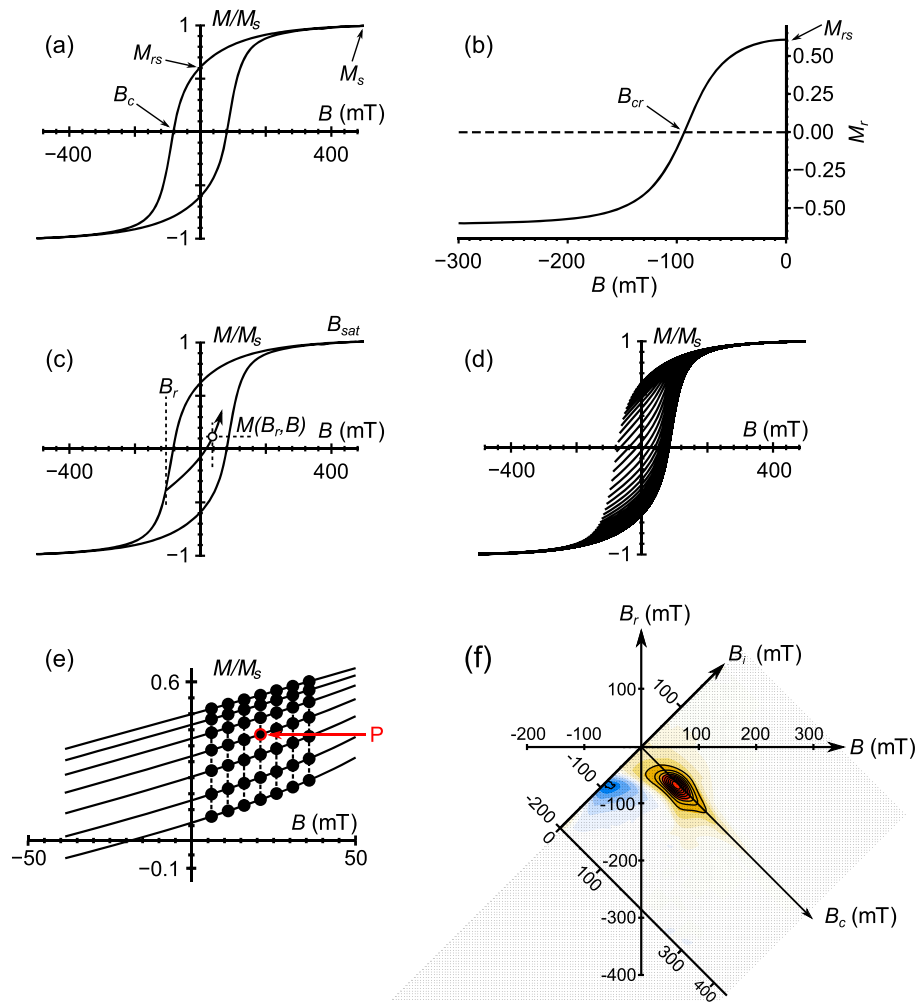 (a)
M/Ms
1
Mrs
Ms
Bc
B (mT)
−400
400
−1
(b)
Mrs
0.50
0.25
0.00
−0.25
−0.50
Mr
Bcr
−300
−200
−100
0
B (mT)
(c)
M/Ms
1
Bsat
Br
M(Br,B)
B (mT)
−400
400
−1
(d)
M/Ms
1
B (mT)
−400
400
−1
(e)
M/Ms
0.6
P
B (mT)
−50
50
−0.1
(f)
Br (mT)
Bi (mT)
100
100
-200
-100
100
200
300
B (mT)
-100
-100
-200
0
-200
100
-300
Bc (mT)
300
-400
400